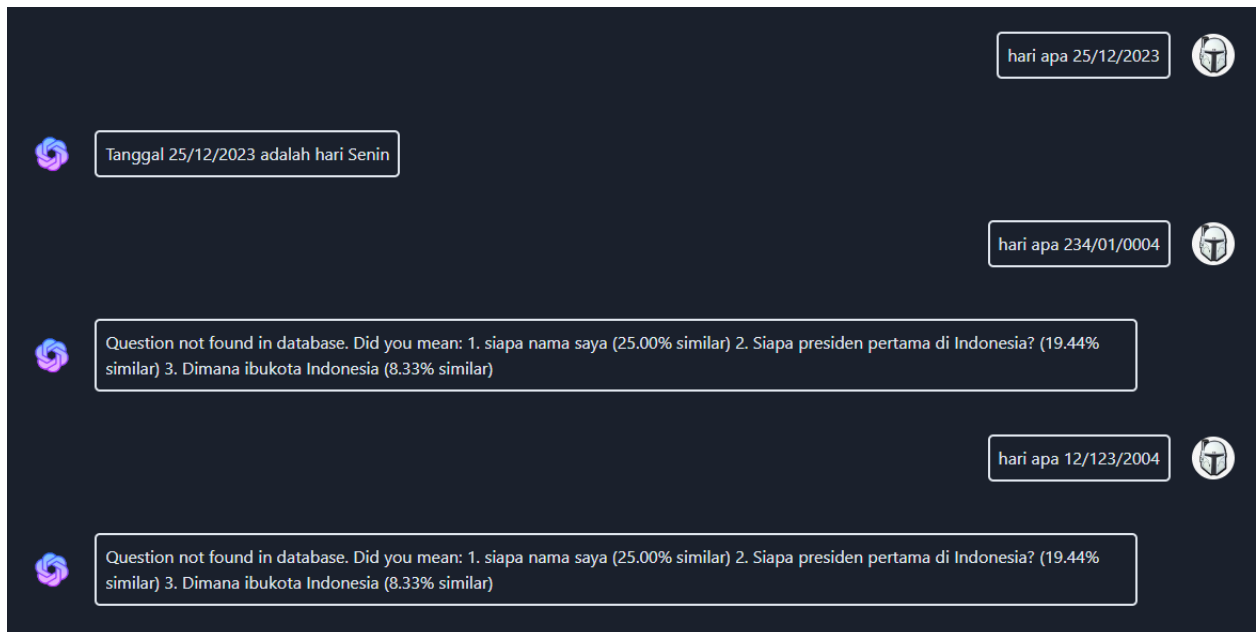 hari apa 25/12/2023
Tanggal 25/12/2023 adalah hari Senin
hari apa 234/01/0004
Question not found in database. Did you mean: 1. siapa nama saya (25.00% similar) 2. Siapa presiden pertama di Indonesia? (19.44%
similar) 3. Dimana ibukota Indonesia (8.33% similar)
hari apa 12/123/2004
Question not found in database. Did you mean: 1. siapa nama saya (25.00% similar) 2. Siapa presiden pertama di Indonesia? (19.44%
similar) 3. Dimana ibukota Indonesia (8.33% similar)